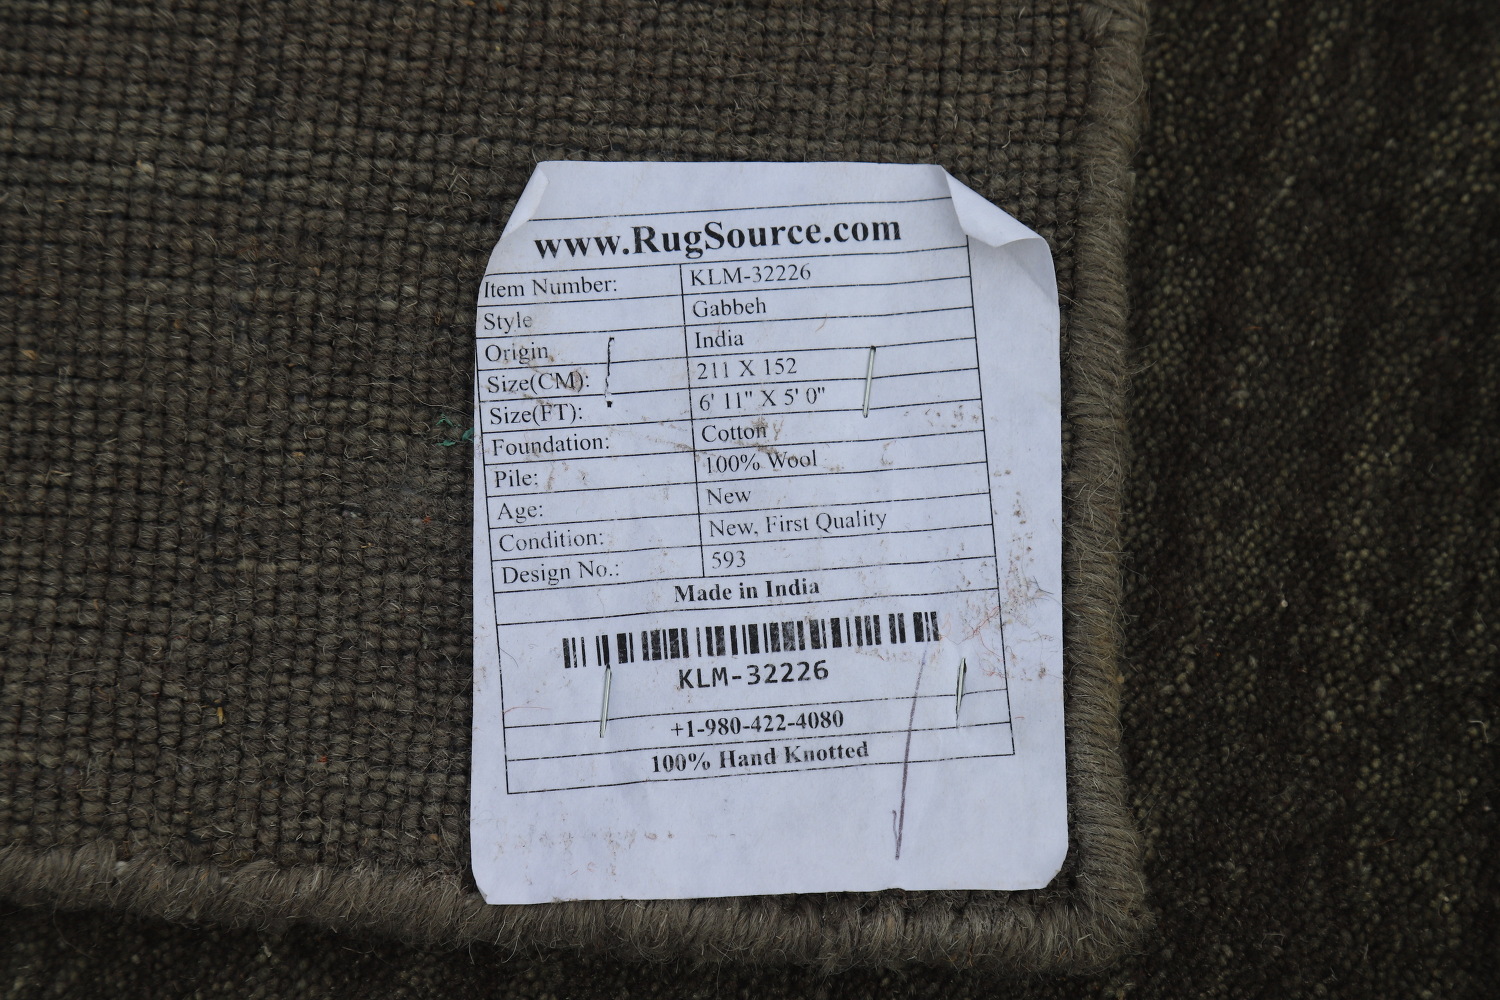 www.RugSource.com
Item Number: KLM-32226
Style Gabbeh
Origin India
Size(CM): 211 X 152
Size(FT): 6' 11" X 5' 0"
Foundation: Cotton
Pile: 100% Wool
Age: New
Condition: New, First Quality
Design No.: 593
Made in India
KLM-32226
+1-980-422-4080
100% Hand Knotted